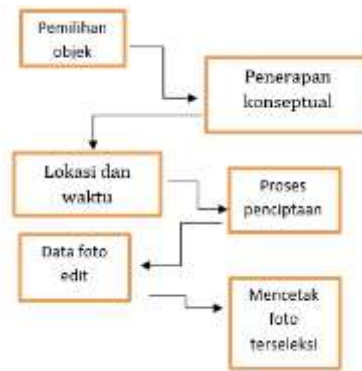 Pemilihan
objek
Penerapan
konseptual
Lokasi dan
waktu
Proses
penciptaan
Data foto
edit
Mencetak
foto
terseleksi